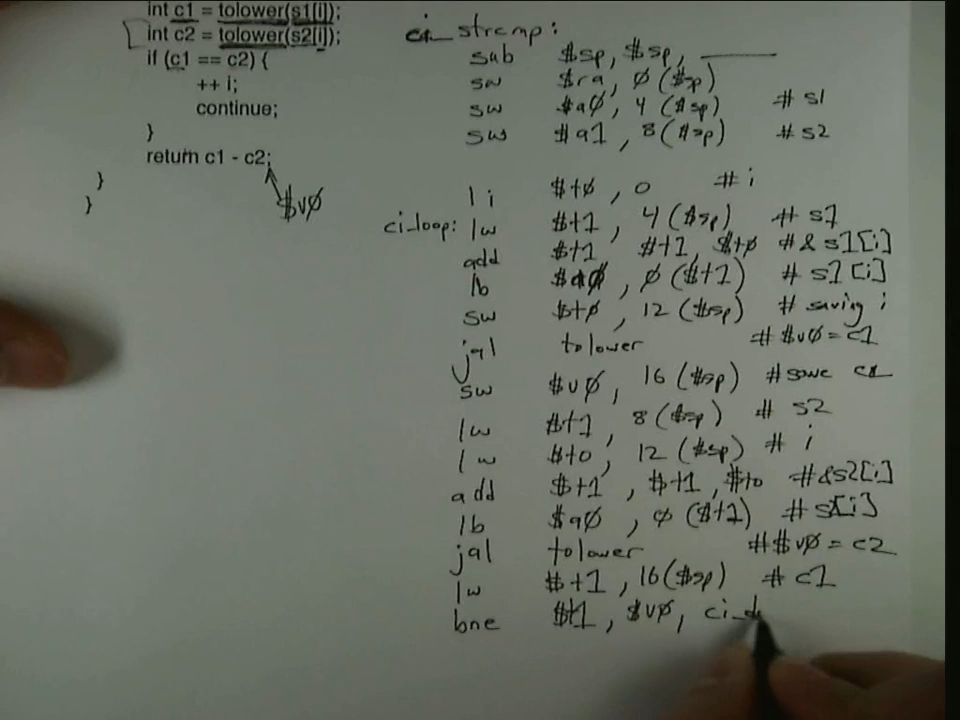 int c1 = tolower(s1[i]);
int c2 = tolower(s2[i]);
if (c1 == c2) {
++ i;
continue;
}
return c1 - c2;
}
}
$v0
ci_strcmp:
sub $sp, $sp, ____
sw $ra, 0($sp)
sw $a0, 4($sp) # s1
sw $a1, 8($sp) # s2
li $t0, 0 # i
ci_loop: lw $t1, 4($sp) # s1
add $t1 $t1, $t0 # & s1[i]
lb $a0, 0($t1) # s1[i]
sw $t0, 12($sp) # saving i
jal tolower # $v0 = c1
sw $v0, 16($sp) # save c1
lw $t1, 8($sp) # s2
lw $t0, 12($sp) # i
add $t1, $t1, $t0 # &s2[i]
lb $a0, 0($t1) # s2[i]
jal tolower # $v0 = c2
lw $t1, 16($sp) # c1
bne $t1, $v0, ci_d